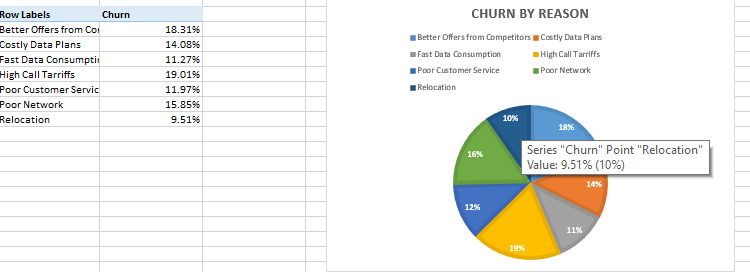 Row Labels Churn
Better Offers from Cor 18.31%
Costly Data Plans 14.08%
Fast Data Consumptic 11.27%
High Call Tarriffs 19.01%
Poor Customer Servic 11.97%
Poor Network 15.85%
Relocation 9.51%
CHURN BY REASON
Better Offers from Competitors Costly Data Plans
Fast Data Consumption High Call Tarriffs
Poor Customer Service Poor Network
Relocation
10% 18%
Series "Churn" Point "Relocation"
Value: 9.51% (10%)
16%
14%
12%
11%
19%